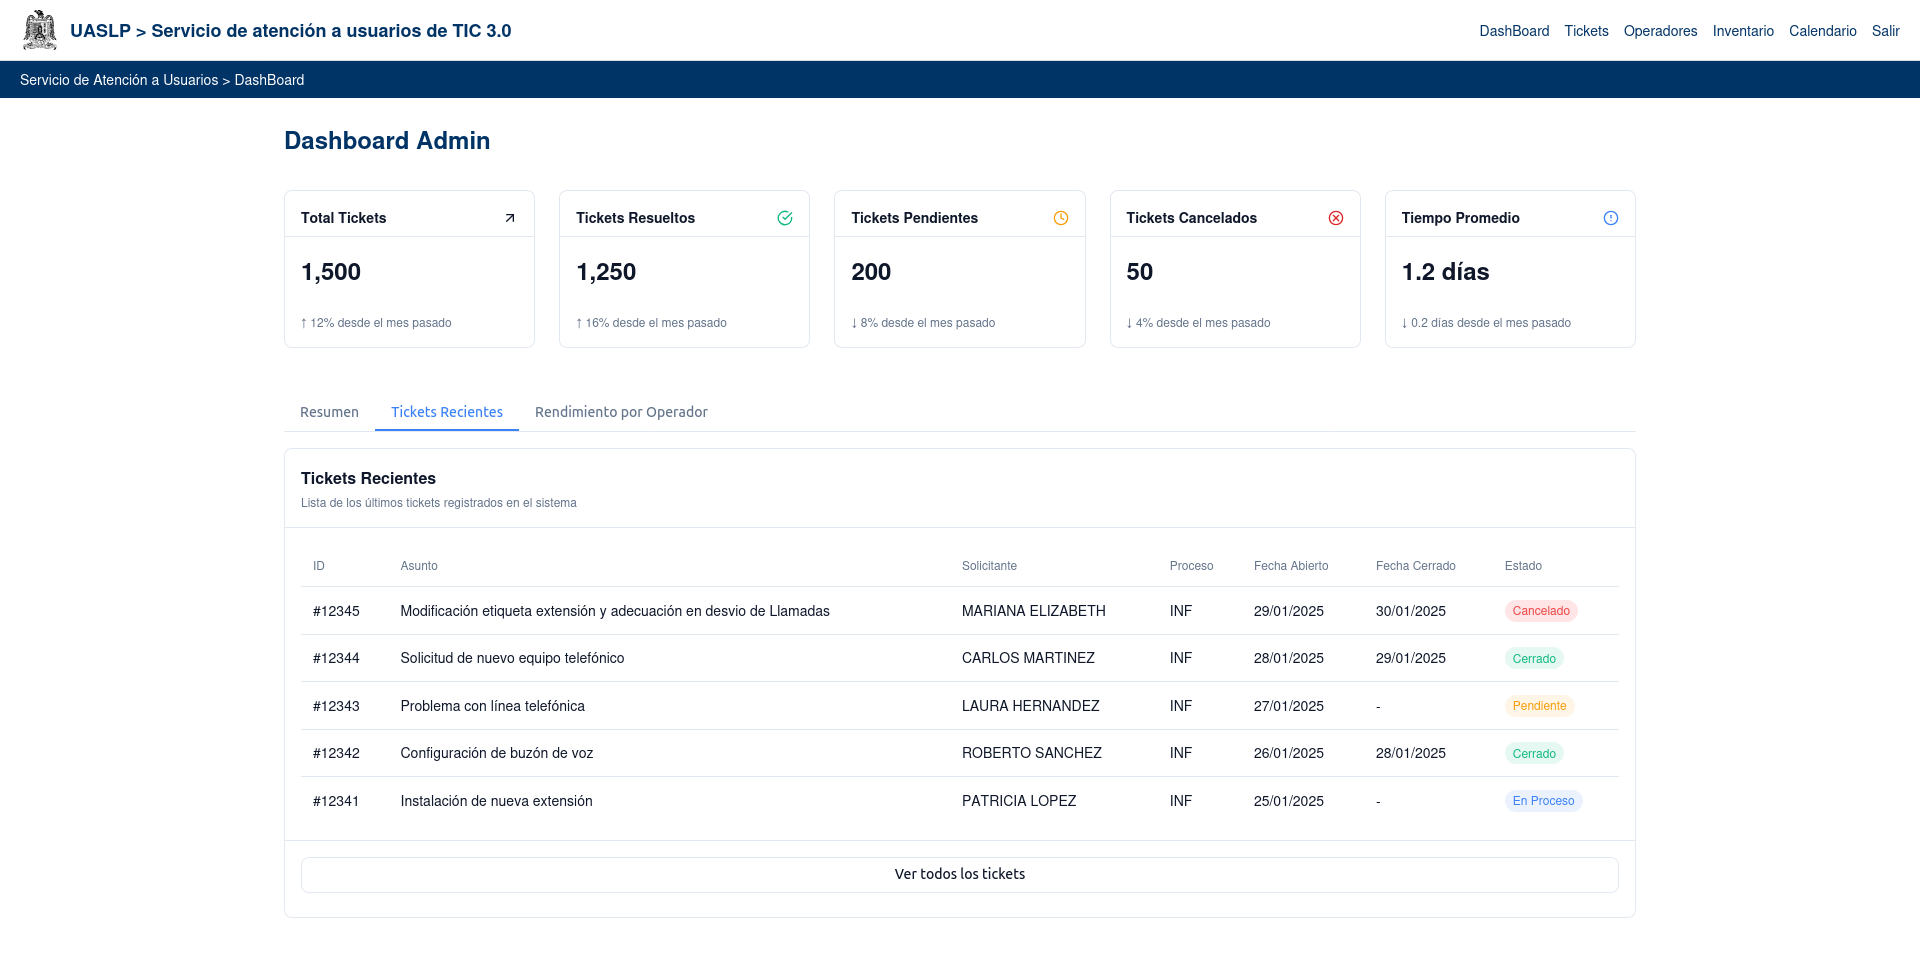 UASLP > Servicio de atención a usuarios de TIC 3.0
DashBoard Tickets Operadores Inventario Calendario Salir
Servicio de Atención a Usuarios > DashBoard
Dashboard Admin
Total Tickets
1,500
↑ 12% desde el mes pasado
Tickets Resueltos
1,250
↑ 16% desde el mes pasado
Tickets Pendientes
200
↓ 8% desde el mes pasado
Tickets Cancelados
50
↓ 4% desde el mes pasado
Tiempo Promedio
1.2 días
↓ 0.2 días desde el mes pasado
Resumen Tickets Recientes Rendimiento por Operador
Tickets Recientes
Lista de los últimos tickets registrados en el sistema
ID Asunto Solicitante Proceso Fecha Abierto Fecha Cerrado Estado
#12345 Modificación etiqueta extensión y adecuación en desvio de Llamadas MARIANA ELIZABETH INF 29/01/2025 30/01/2025 Cancelado
#12344 Solicitud de nuevo equipo telefónico CARLOS MARTINEZ INF 28/01/2025 29/01/2025 Cerrado
#12343 Problema con línea telefónica LAURA HERNANDEZ INF 27/01/2025 - Pendiente
#12342 Configuración de buzón de voz ROBERTO SANCHEZ INF 26/01/2025 28/01/2025 Cerrado
#12341 Instalación de nueva extensión PATRICIA LOPEZ INF 25/01/2025 - En Proceso
Ver todos los tickets